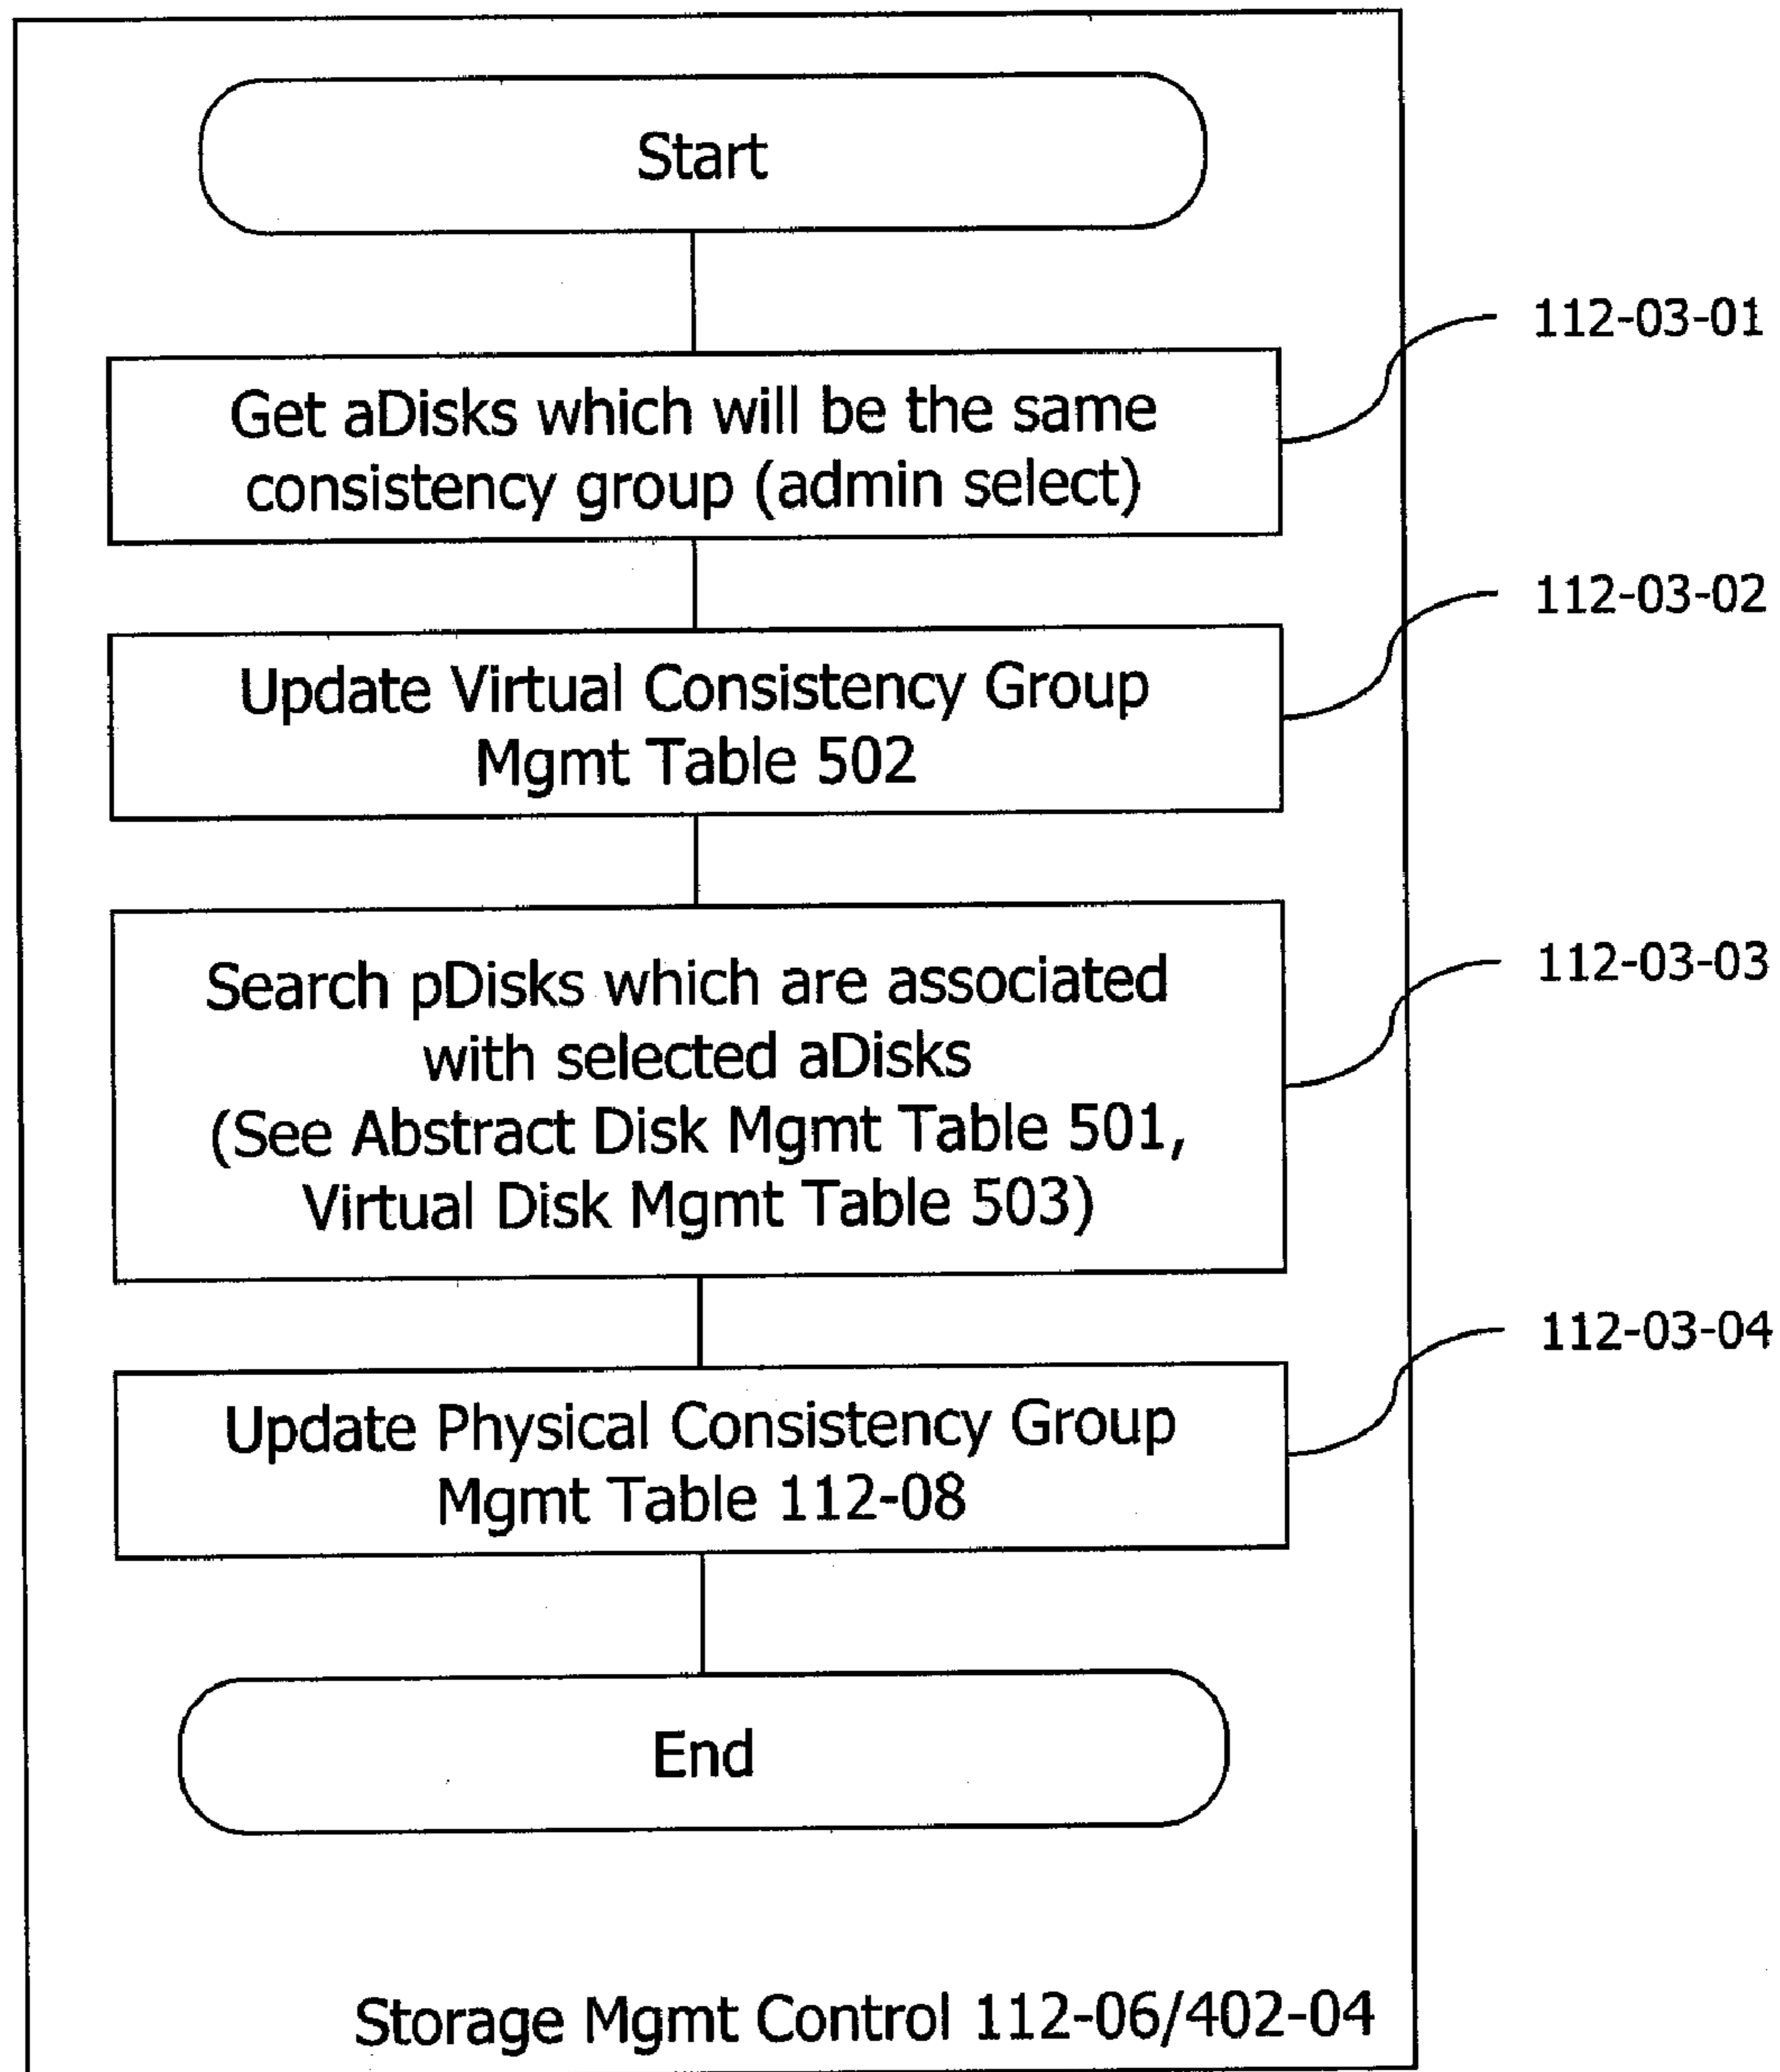 Start
112-03-01
Get aDisks which will be the same
consistency group (admin select)
112-03-02
Update Virtual Consistency Group
Mgmt Table 502
112-03-03
Search pDisks which are associated
with selected aDisks
(See Abstract Disk Mgmt Table 501,
Virtual Disk Mgmt Table 503)
112-03-04
Update Physical Consistency Group
Mgmt Table 112-08
End
Storage Mgmt Control 112-06/402-04